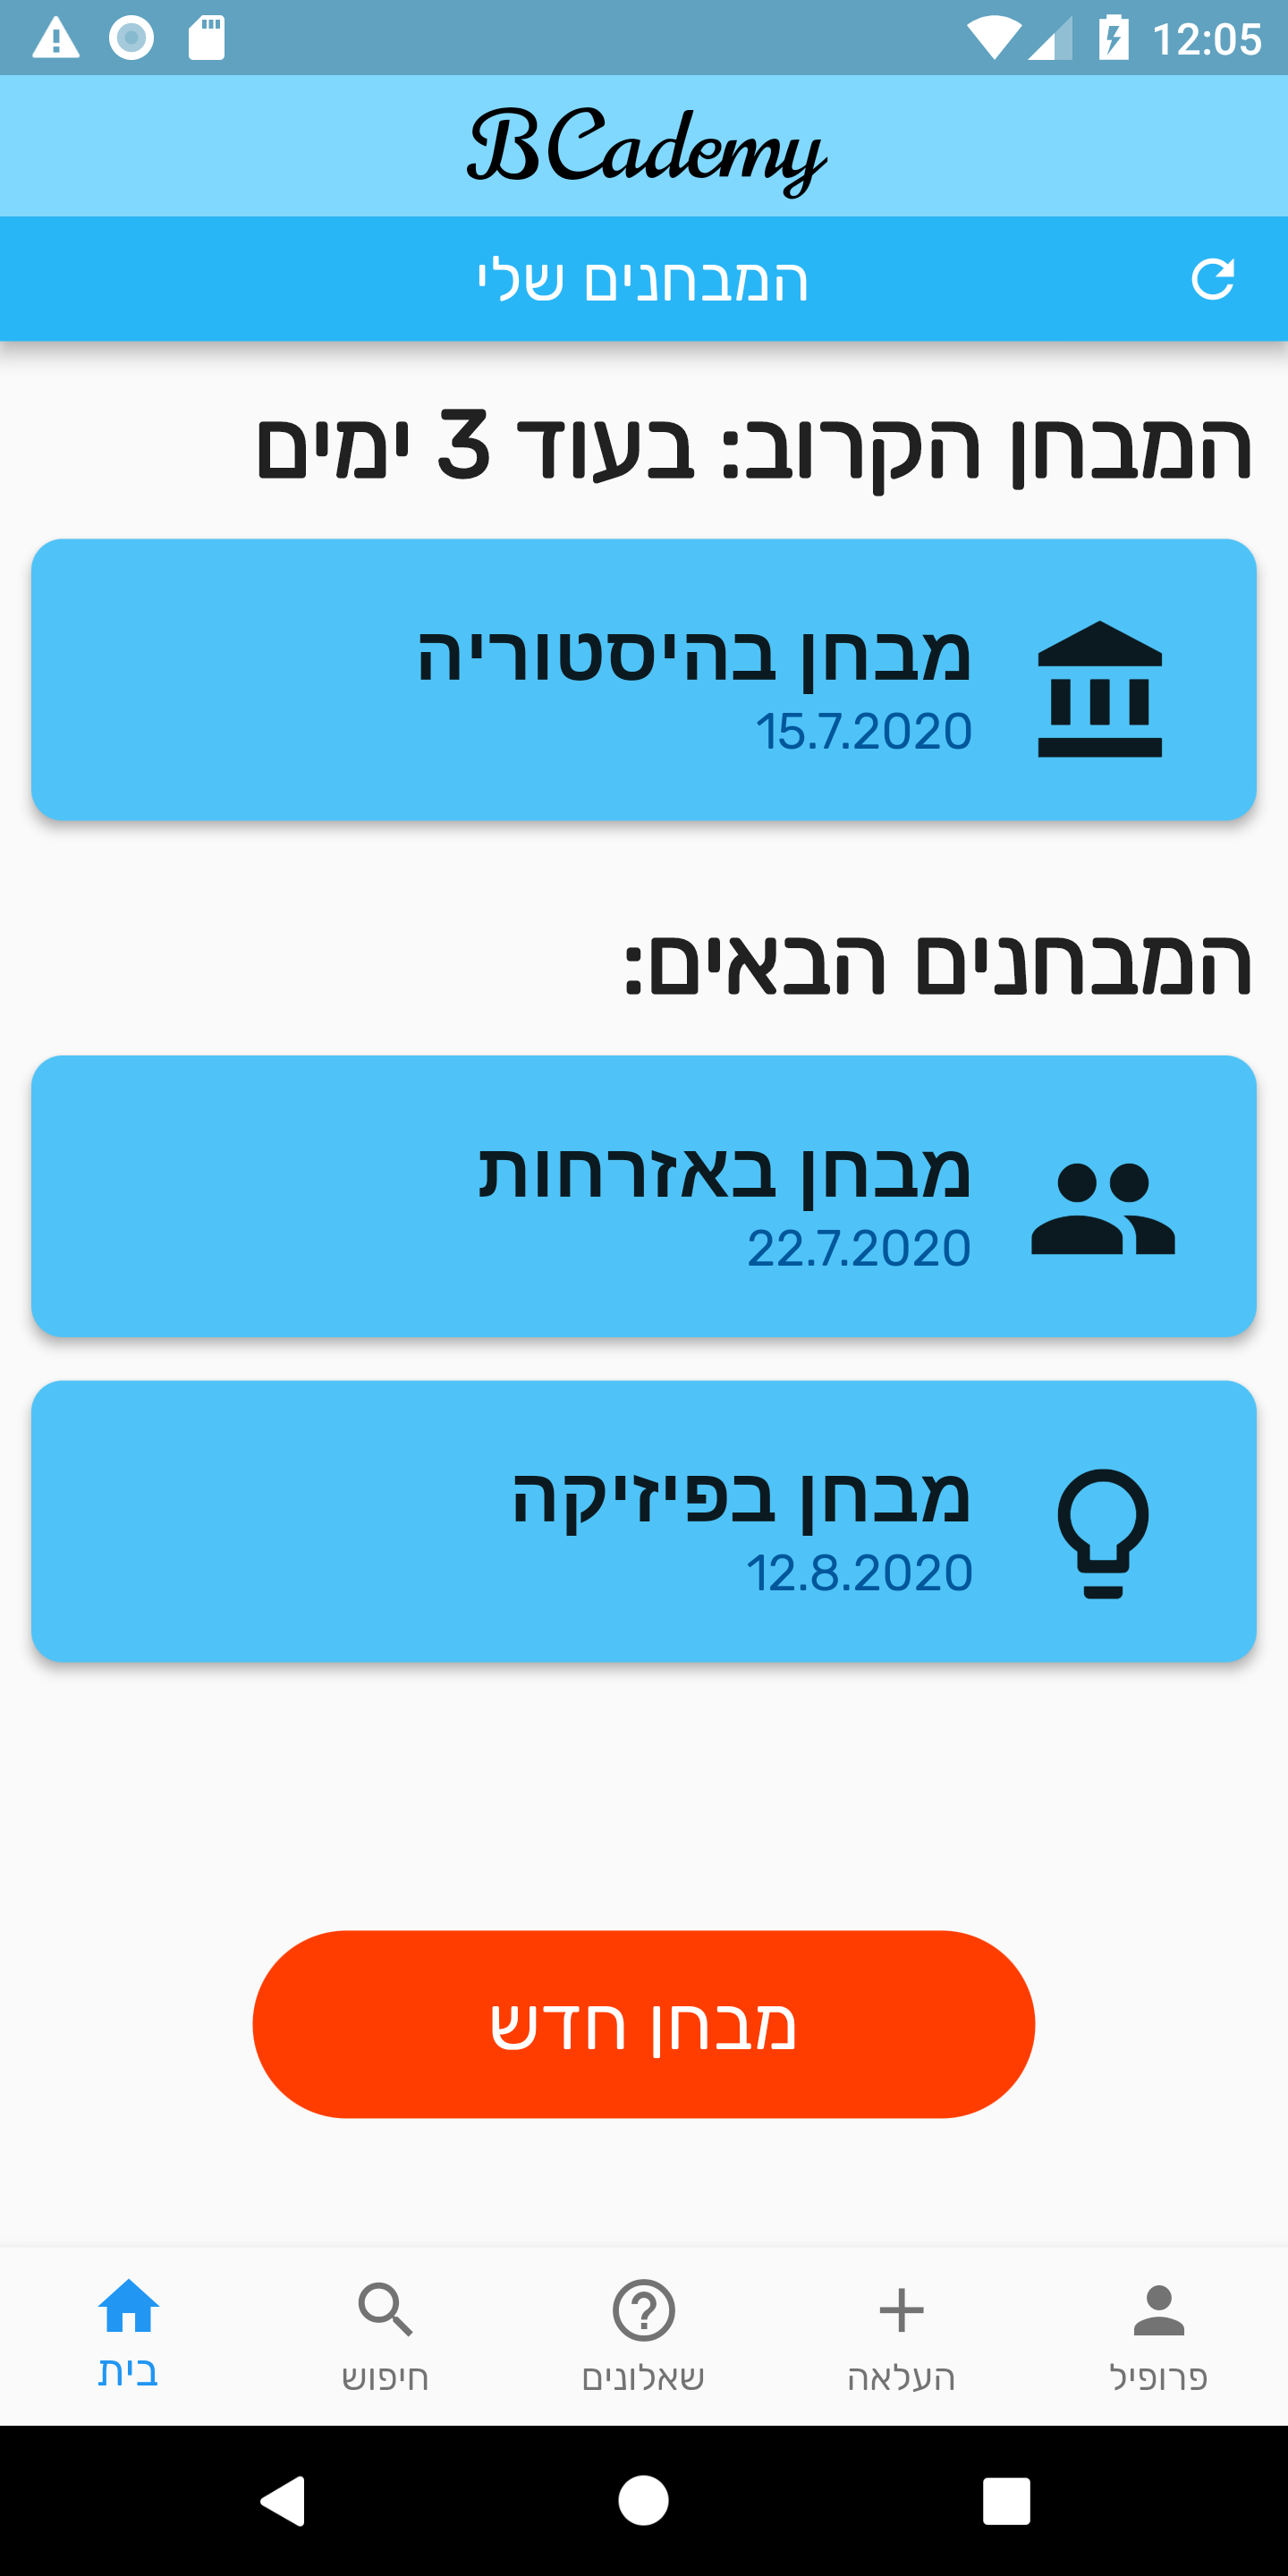 12:05
BCademy
המבחנים שלי
המבחן הקרוב: בעוד 3 ימים
מבחן בהיסטוריה
15.7.2020
המבחנים הבאים:
מבחן באזרחות
22.7.2020
מבחן בפיזיקה
12.8.2020
מבחן חדש
פרופיל
העלאה
שאלונים
חיפוש
בית